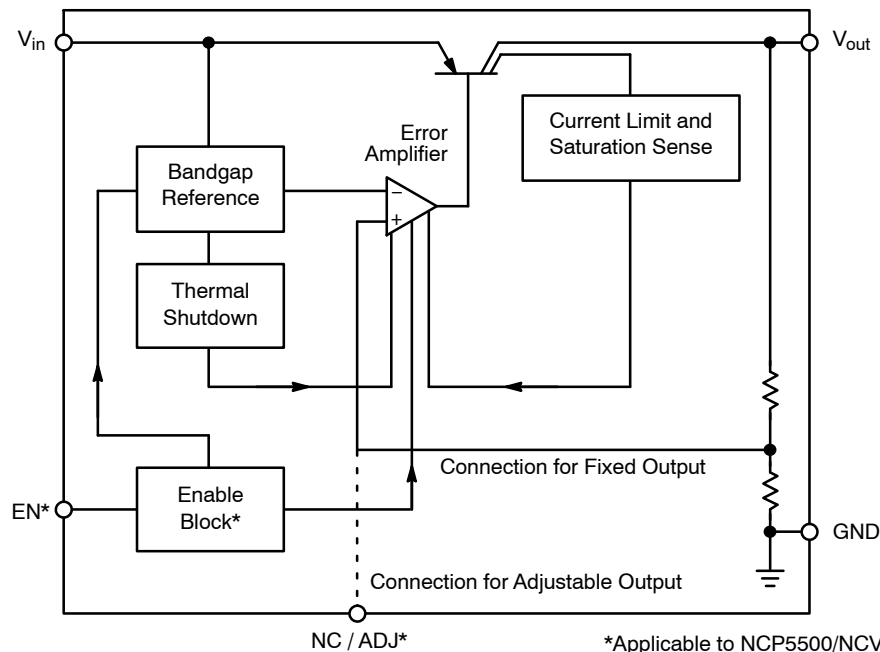 Vin
Vout
Error
Amplifier
Current Limit and
Saturation Sense
Bandgap
Reference
−
+
Thermal
Shutdown
Connection for Fixed Output
EN*
Enable
Block*
GND
Connection for Adjustable Output
NC / ADJ*
*Applicable to NCP5500/NCV